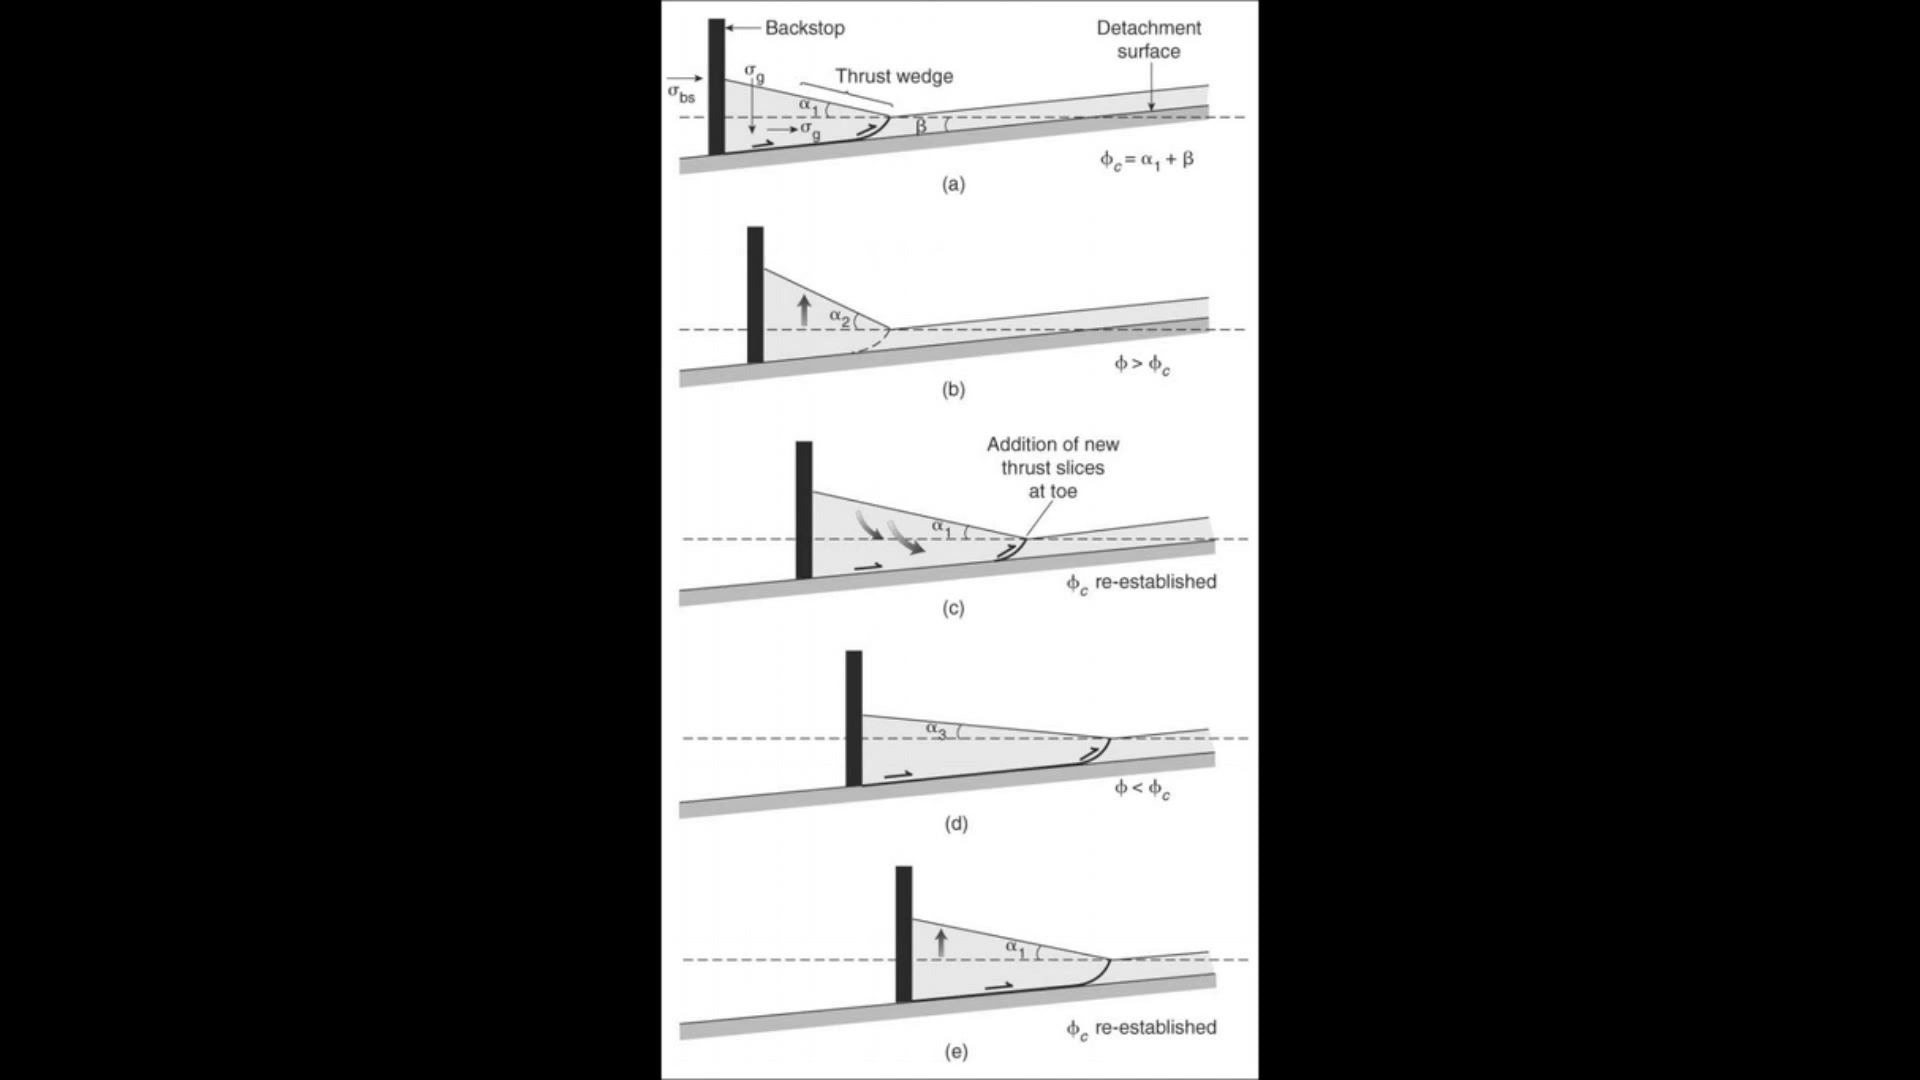 Backstop
Detachment
surface
σg
Thrust wedge
σbs
α1
σg
β
ϕc = α1 + β
(a)
α2
ϕ > ϕc
(b)
Addition of new
thrust slices
at toe
α1
ϕc re-established
(c)
α3
ϕ < ϕc
(d)
α1
ϕc re-established
(e)